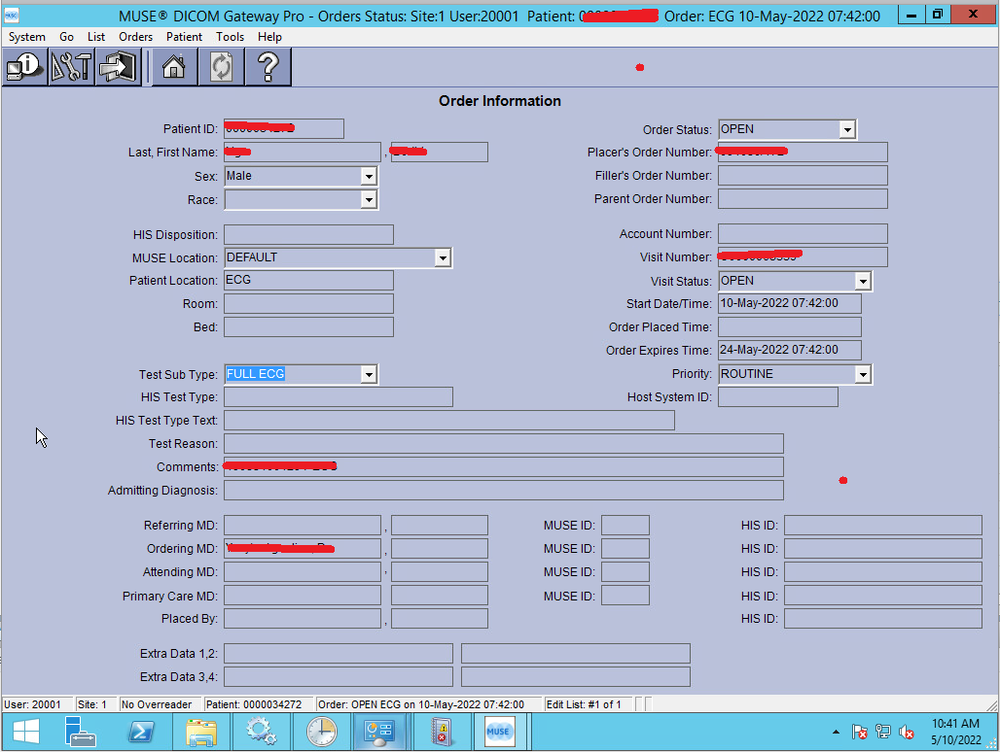 MUSE® DICOM Gateway Pro - Orders Status: Site:1 User:20001 Patient: Order: ECG 10-May-2022 07:42:00
System Go List Orders Patient Tools Help
Order Information
Patient ID: Order Status: OPEN
Last, First Name: , Placer's Order Number:
Sex: Male Filler's Order Number:
Race: Parent Order Number:
HIS Disposition: Account Number:
MUSE Location: DEFAULT Visit Number:
Patient Location: ECG Visit Status: OPEN
Room: Start Date/Time: 10-May-2022 07:42:00
Bed: Order Placed Time:
Order Expires Time: 24-May-2022 07:42:00
Test Sub Type: FULL ECG Priority: ROUTINE
HIS Test Type: Host System ID:
HIS Test Type Text:
Test Reason:
Comments:
Admitting Diagnosis:
Referring MD: , MUSE ID: HIS ID:
Ordering MD: , MUSE ID: HIS ID:
Attending MD: , MUSE ID: HIS ID:
Primary Care MD: , MUSE ID: HIS ID:
Placed By: , HIS ID:
Extra Data 1,2:
Extra Data 3,4:
User: 20001 Site: 1 No Overreader Patient: 0000034272 Order: OPEN ECG on 10-May-2022 07:42:00 Edit List: #1 of 1
MUSE 10:41 AM
5/10/2022